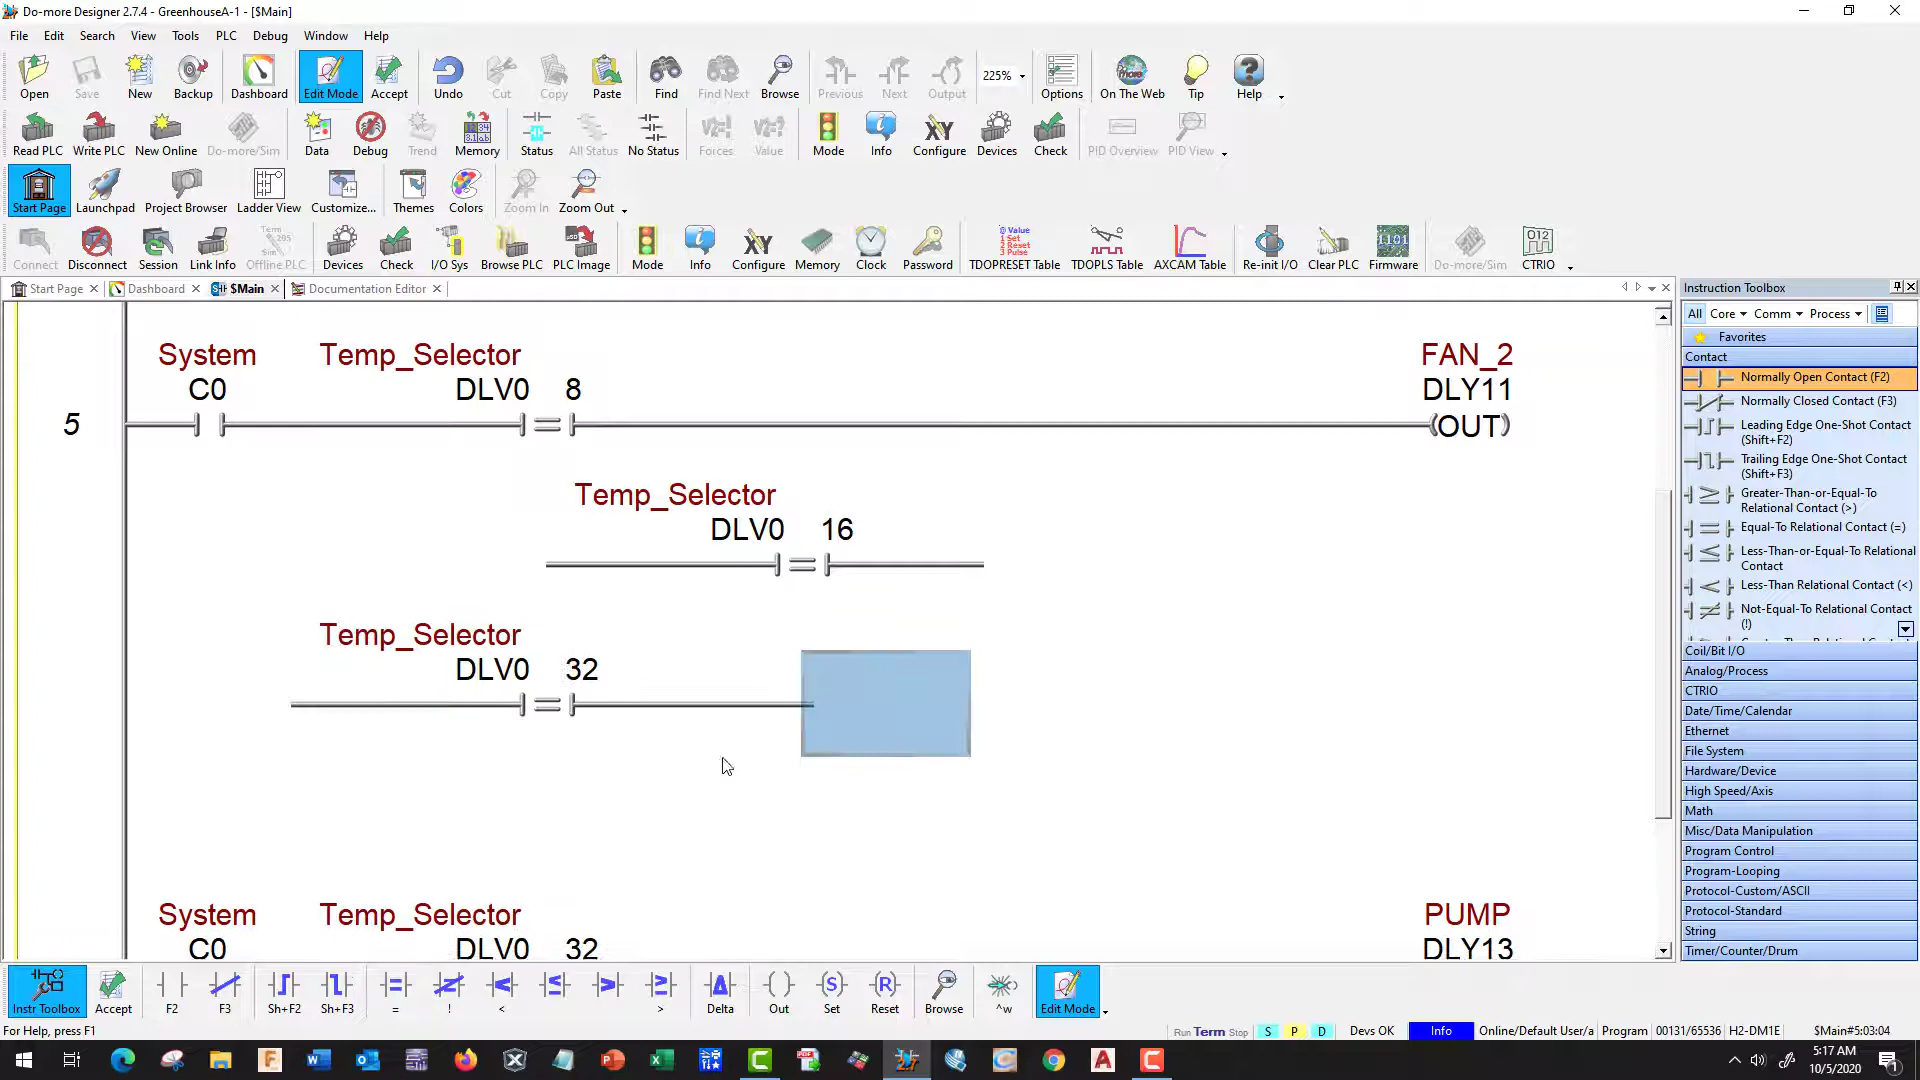 Do-more Designer 2.7.4 - GreenhouseA-1 - [$Main]
File Edit Search View Tools PLC Debug Window Help
Open Save New Backup Dashboard Edit Mode Accept Undo Cut Copy Paste Find Find Next Browse Previous Next Output 225% Options On The Web Tip Help
Read PLC Write PLC New Online Do-more/Sim Data Debug Trend Memory Status All Status No Status Forces Value Mode Info Configure Devices Check PID Overview PID View
Start Page Launchpad Project Browser Ladder View Customize... Themes Colors Zoom In Zoom Out
Connect Disconnect Session Link Info Offline PLC Devices Check I/O Sys Browse PLC PLC Image Mode Info Configure Memory Clock Password TDOPRESET Table TDOPLS Table AXCAM Table Re-init I/O Clear PLC Firmware Do-more/Sim CTRIO
Start Page Dashboard $Main Documentation Editor
System Temp_Selector FAN_2
C0 DLV0 8 DLY11
5 (OUT)
Temp_Selector
DLV0 16
Temp_Selector
DLV0 32
System Temp_Selector PUMP
C0 DLV0 32 DLY13
Instruction Toolbox
All Core Comm Process
Favorites
Contact
Normally Open Contact (F2)
Normally Closed Contact (F3)
Leading Edge One-Shot Contact
(Shift+F2)
Trailing Edge One-Shot Contact
(Shift+F3)
Greater-Than-or-Equal-To
Relational Contact (>)
Equal-To Relational Contact (=)
Less-Than-or-Equal-To Relational
Contact
Less-Than Relational Contact (<)
Not-Equal-To Relational Contact
(!)
Coil/Bit I/O
Analog/Process
CTRIO
Date/Time/Calendar
Ethernet
File System
Hardware/Device
High Speed/Axis
Math
Misc/Data Manipulation
Program Control
Program-Looping
Protocol-Custom/ASCII
Protocol-Standard
String
Timer/Counter/Drum
Instr Toolbox Accept F2 F3 Sh+F2 Sh+F3 = ! < > Delta Out Set Reset Browse ^w Edit Mode
For Help, press F1 Run Term Stop S P D Devs OK Info Online/Default User/a Program 00131/65536 H2-DM1E $Main#5:03:04
5:17 AM
10/5/2020